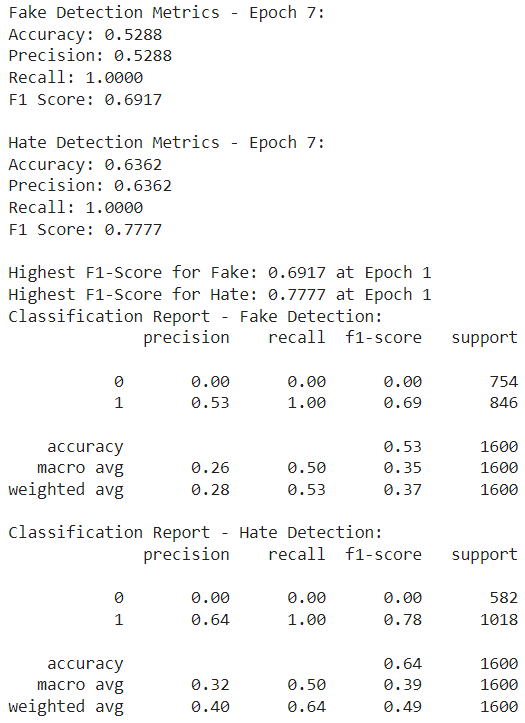 Fake Detection Metrics - Epoch 7:
Accuracy: 0.5288
Precision: 0.5288
Recall: 1.0000
F1 Score: 0.6917

Hate Detection Metrics - Epoch 7:
Accuracy: 0.6362
Precision: 0.6362
Recall: 1.0000
F1 Score: 0.7777

Highest F1-Score for Fake: 0.6917 at Epoch 1
Highest F1-Score for Hate: 0.7777 at Epoch 1
Classification Report - Fake Detection:
              precision    recall  f1-score   support

           0       0.00      0.00      0.00       754
           1       0.53      1.00      0.69       846

    accuracy                           0.53      1600
   macro avg       0.26      0.50      0.35      1600
weighted avg       0.28      0.53      0.37      1600

Classification Report - Hate Detection:
              precision    recall  f1-score   support

           0       0.00      0.00      0.00       582
           1       0.64      1.00      0.78      1018

    accuracy                           0.64      1600
   macro avg       0.32      0.50      0.39      1600
weighted avg       0.40      0.64      0.49      1600